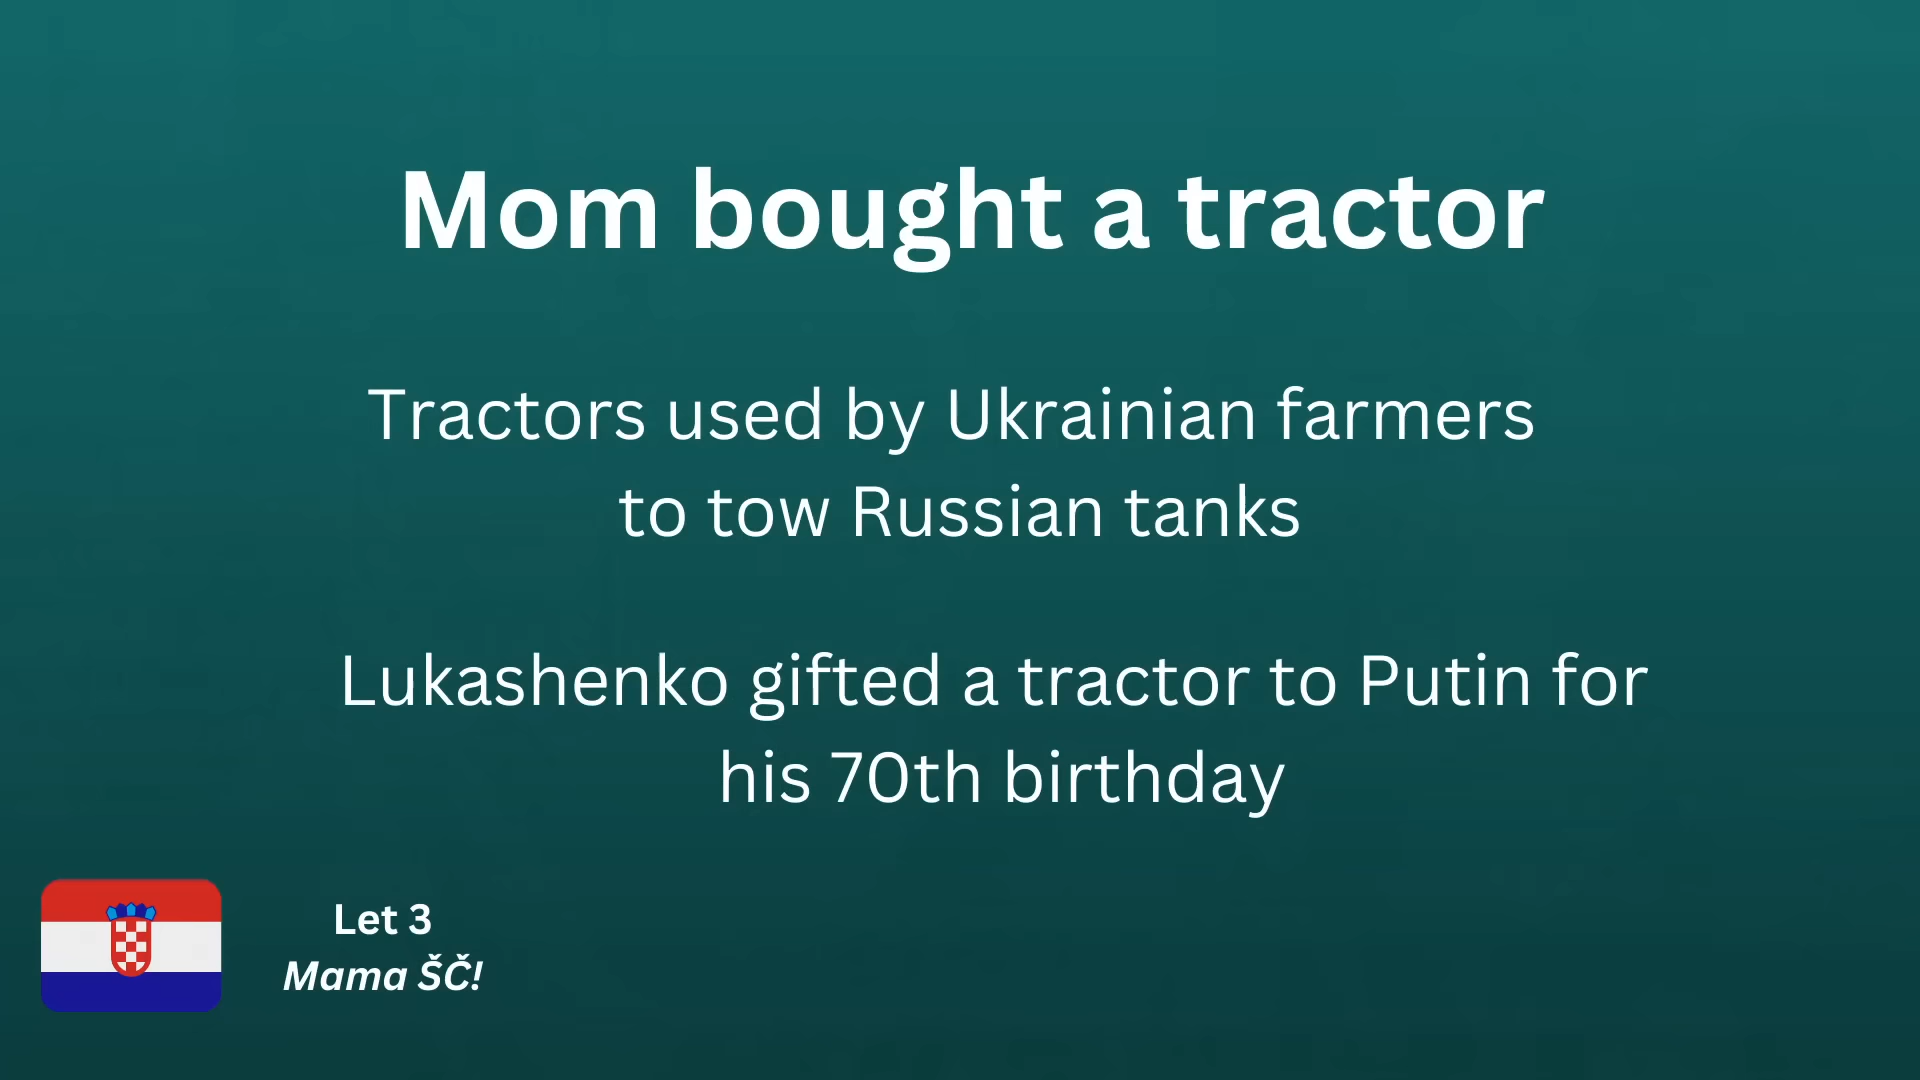 Mom bought a tractor
Tractors used by Ukrainian farmers
to tow Russian tanks
Lukashenko gifted a tractor to Putin for
his 70th birthday
Let 3
Mama ŠČ!